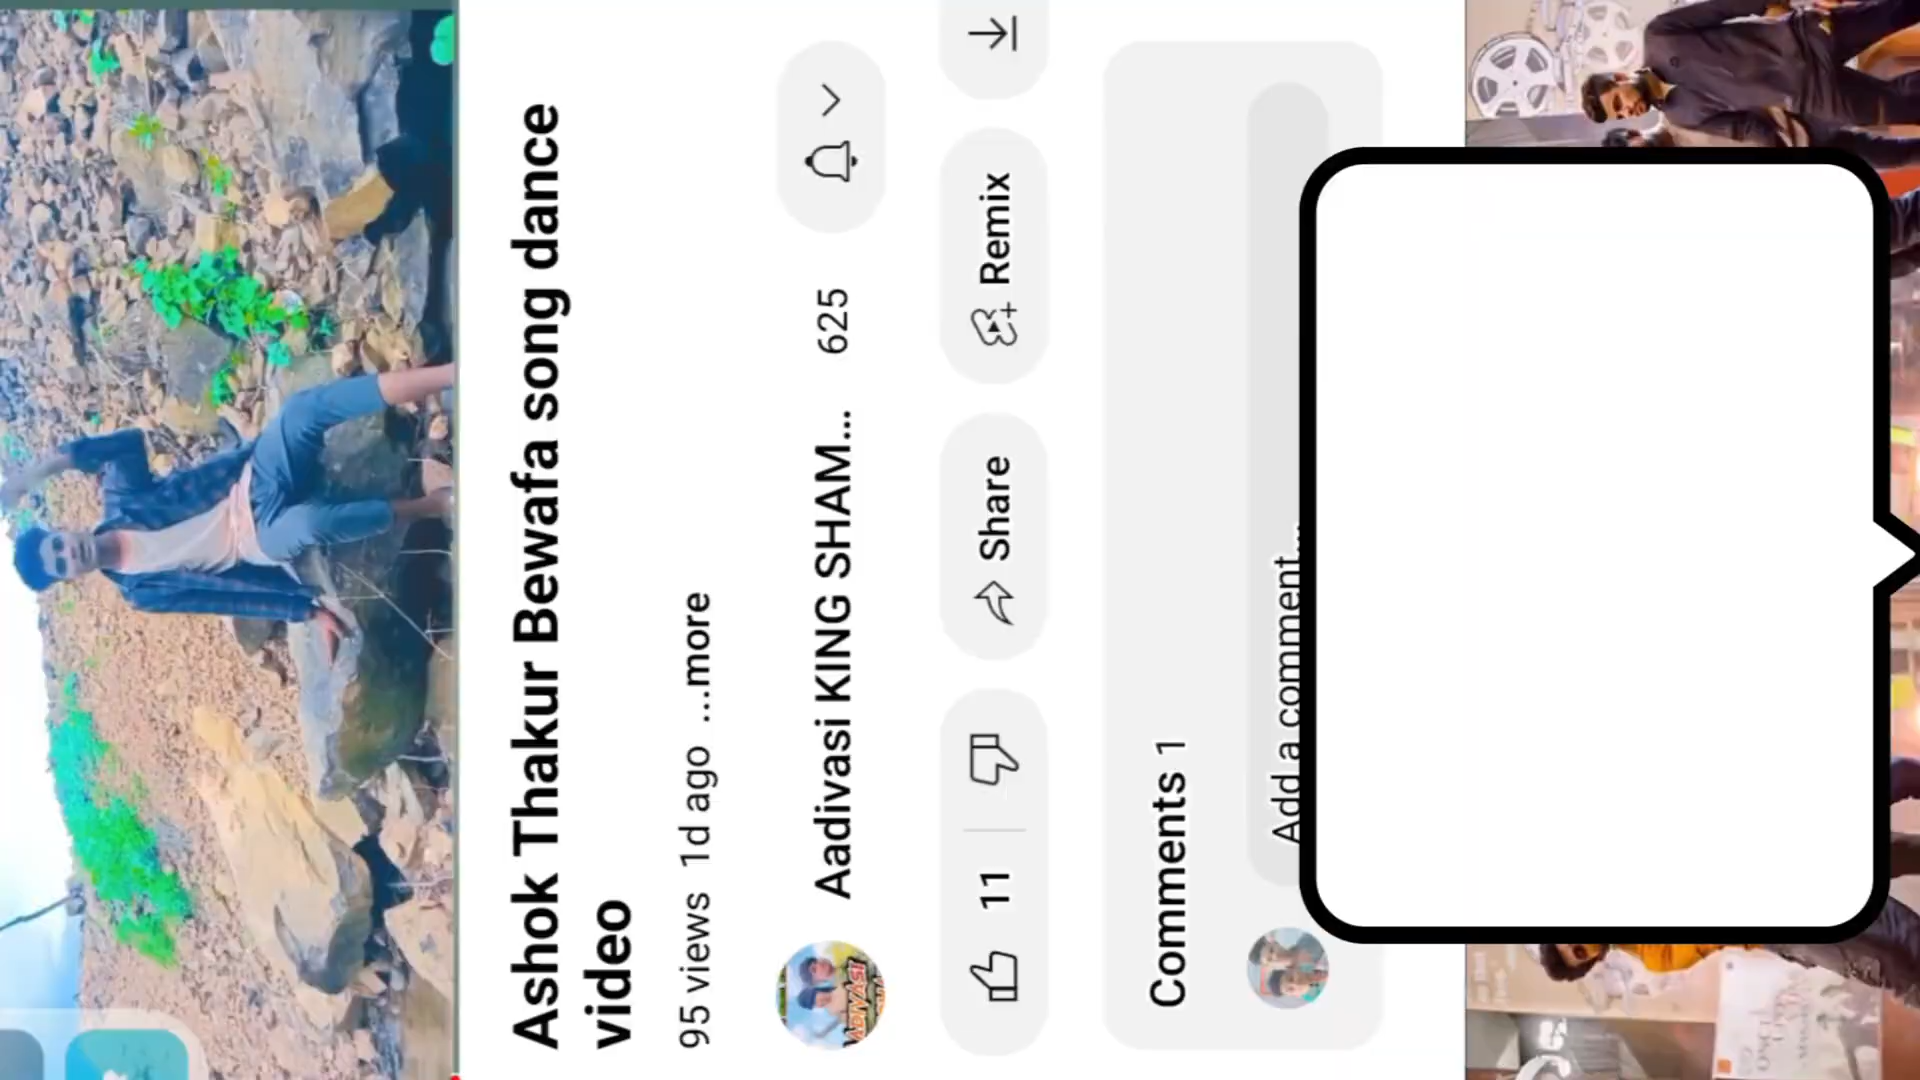 Ashok Thakur Bewafa song dance
video
95 views 1d ago ...more
Aadivasi KING SHAM... 625
11 Share Remix
Comments 1
Add a comment...